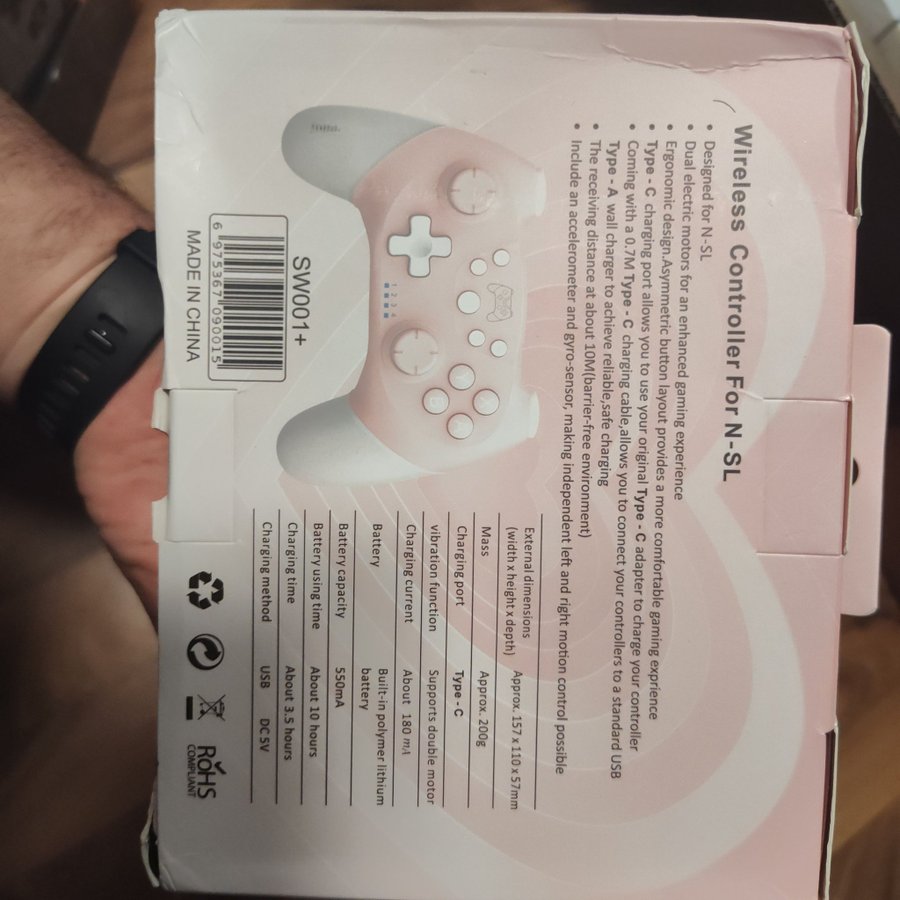 Wireless Controller For N-SL
• Designed for N-SL
• Dual electric motors for an enhanced gaming experience
• Ergonomic design.Asymmetric button layout provides a more comfortable gaming exprience
• Type - C charging port allows you to use your original Type - C adapter to charge your controller
• Coming with a 0.7M Type - C charging cable,allows you to connect your controllers to a standard USB
Type - A wall charger to achieve reliable,safe charging
• The receiving distance at about 10M(barrier-free environment)
• Include an accelerometer and gyro-sensor, making independent left and right motion control possible
1 2 3 4
Y
X
B
A
SW001+
6 975367 090015
MADE IN CHINA
External dimensions
(width x height x depth) Approx. 157 x 110 x 57mm
Mass Approx. 200g
Charging port Type - C
vibration function Supports double motor
Charging current About 180 mA
Battery Built-in polymer lithium
battery
Battery capacity 550mA
Battery using time About 10 hours
Charging time About 3.5 hours
Charging method USB DC 5V
RoHS
COMPLIANT